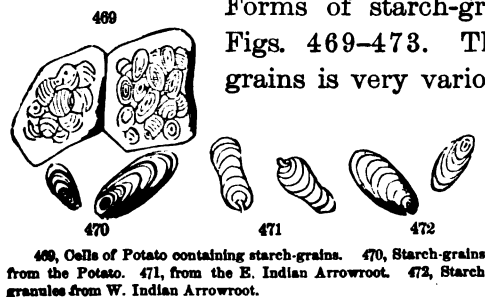 469
Forms of starch-gr
Figs. 469–473. Th
grains is very vario
470
471
472
469, Cells of Potato containing starch-grains. 470, Starch-grains
from the Potato. 471, from the E. Indian Arrowroot. 472, Starch
granules from W. Indian Arrowroot.